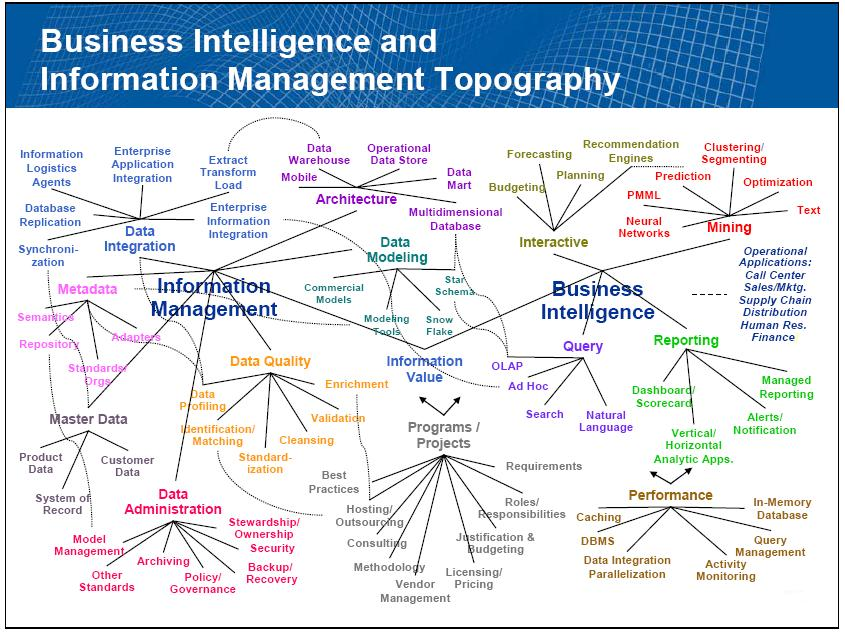 Business Intelligence and
Information Management Topography
Information
Logistics
Agents
Enterprise
Application
Integration
Extract
Transform
Load
Database
Replication
Enterprise
Information
Integration
Data
Integration
Synchroni-
zation
Data
Warehouse
Operational
Data Store
Mobile
Data
Mart
Architecture
Multidimensional
Database
Forecasting
Recommendation
Engines
Planning
Budgeting
Interactive
Clustering/
Segmenting
Prediction
Optimization
PMML
Text
Neural
Networks
Mining
Data
Modeling
Commercial
Models
Star
Schema
Modeling
Tools
Snow
Flake
Metadata
Semantics
Repository
Adapters
Standards/
Orgs
Information
Management
Business
Intelligence
Operational
Applications:
Call Center
Sales/Mktg.
Supply Chain
Distribution
Human Res.
Finance
Information
Value
Query
OLAP
Ad Hoc
Search
Natural
Language
Reporting
Dashboard/
Scorecard
Managed
Reporting
Alerts/
Notification
Vertical/
Horizontal
Analytic Apps.
Data Quality
Data
Profiling
Enrichment
Validation
Identification/
Matching
Cleansing
Standard-
ization
Master Data
Product
Data
Customer
Data
System of
Record
Programs /
Projects
Best
Practices
Requirements
Hosting/
Outsourcing
Roles/
Responsibilities
Consulting
Justification &
Budgeting
Methodology
Licensing/
Pricing
Vendor
Management
Data
Administration
Model
Management
Stewardship/
Ownership
Security
Archiving
Other
Standards
Policy/
Governance
Backup/
Recovery
Performance
Caching
In-Memory
Database
DBMS
Query
Management
Data Integration
Parallelization
Activity
Monitoring